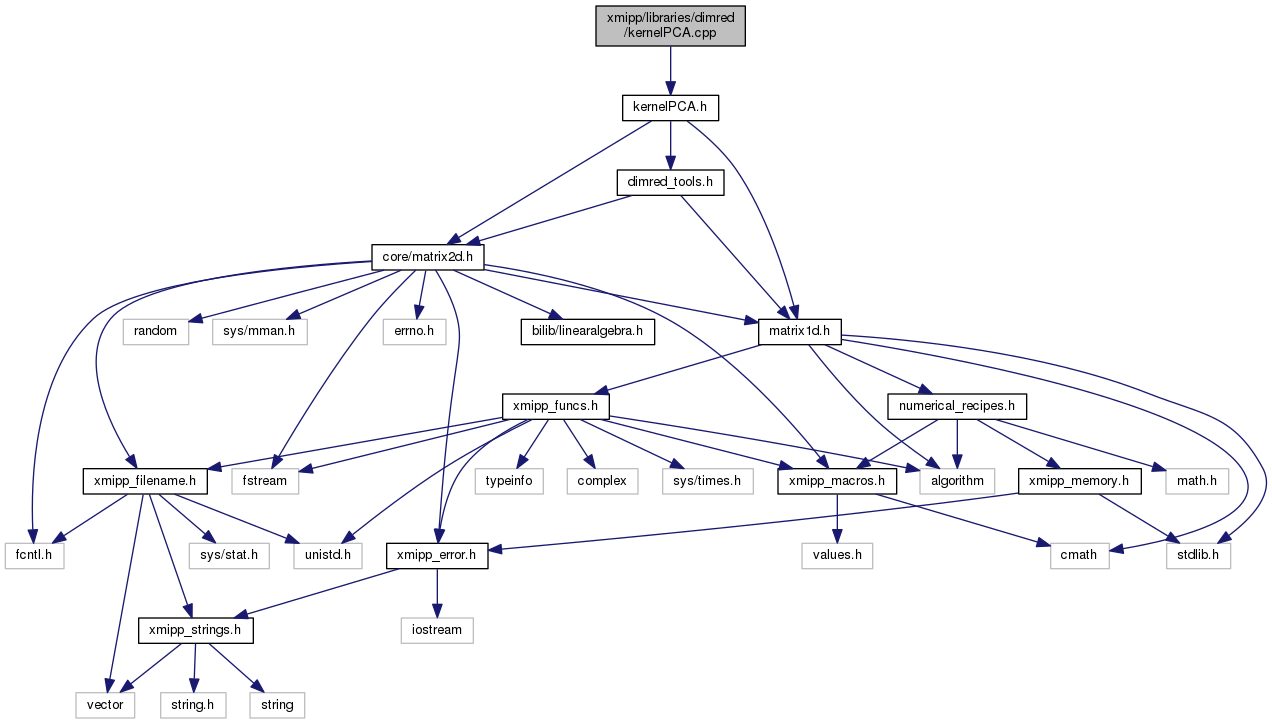 xmipp/libraries/dimred
/kernelPCA.cpp
kernelPCA.h
dimred_tools.h
core/matrix2d.h
random
sys/mman.h
errno.h
bilib/linearalgebra.h
matrix1d.h
xmipp_funcs.h
numerical_recipes.h
xmipp_filename.h
fstream
typeinfo
complex
sys/times.h
xmipp_macros.h
algorithm
xmipp_memory.h
math.h
fcntl.h
sys/stat.h
unistd.h
xmipp_error.h
values.h
cmath
stdlib.h
xmipp_strings.h
iostream
vector
string.h
string